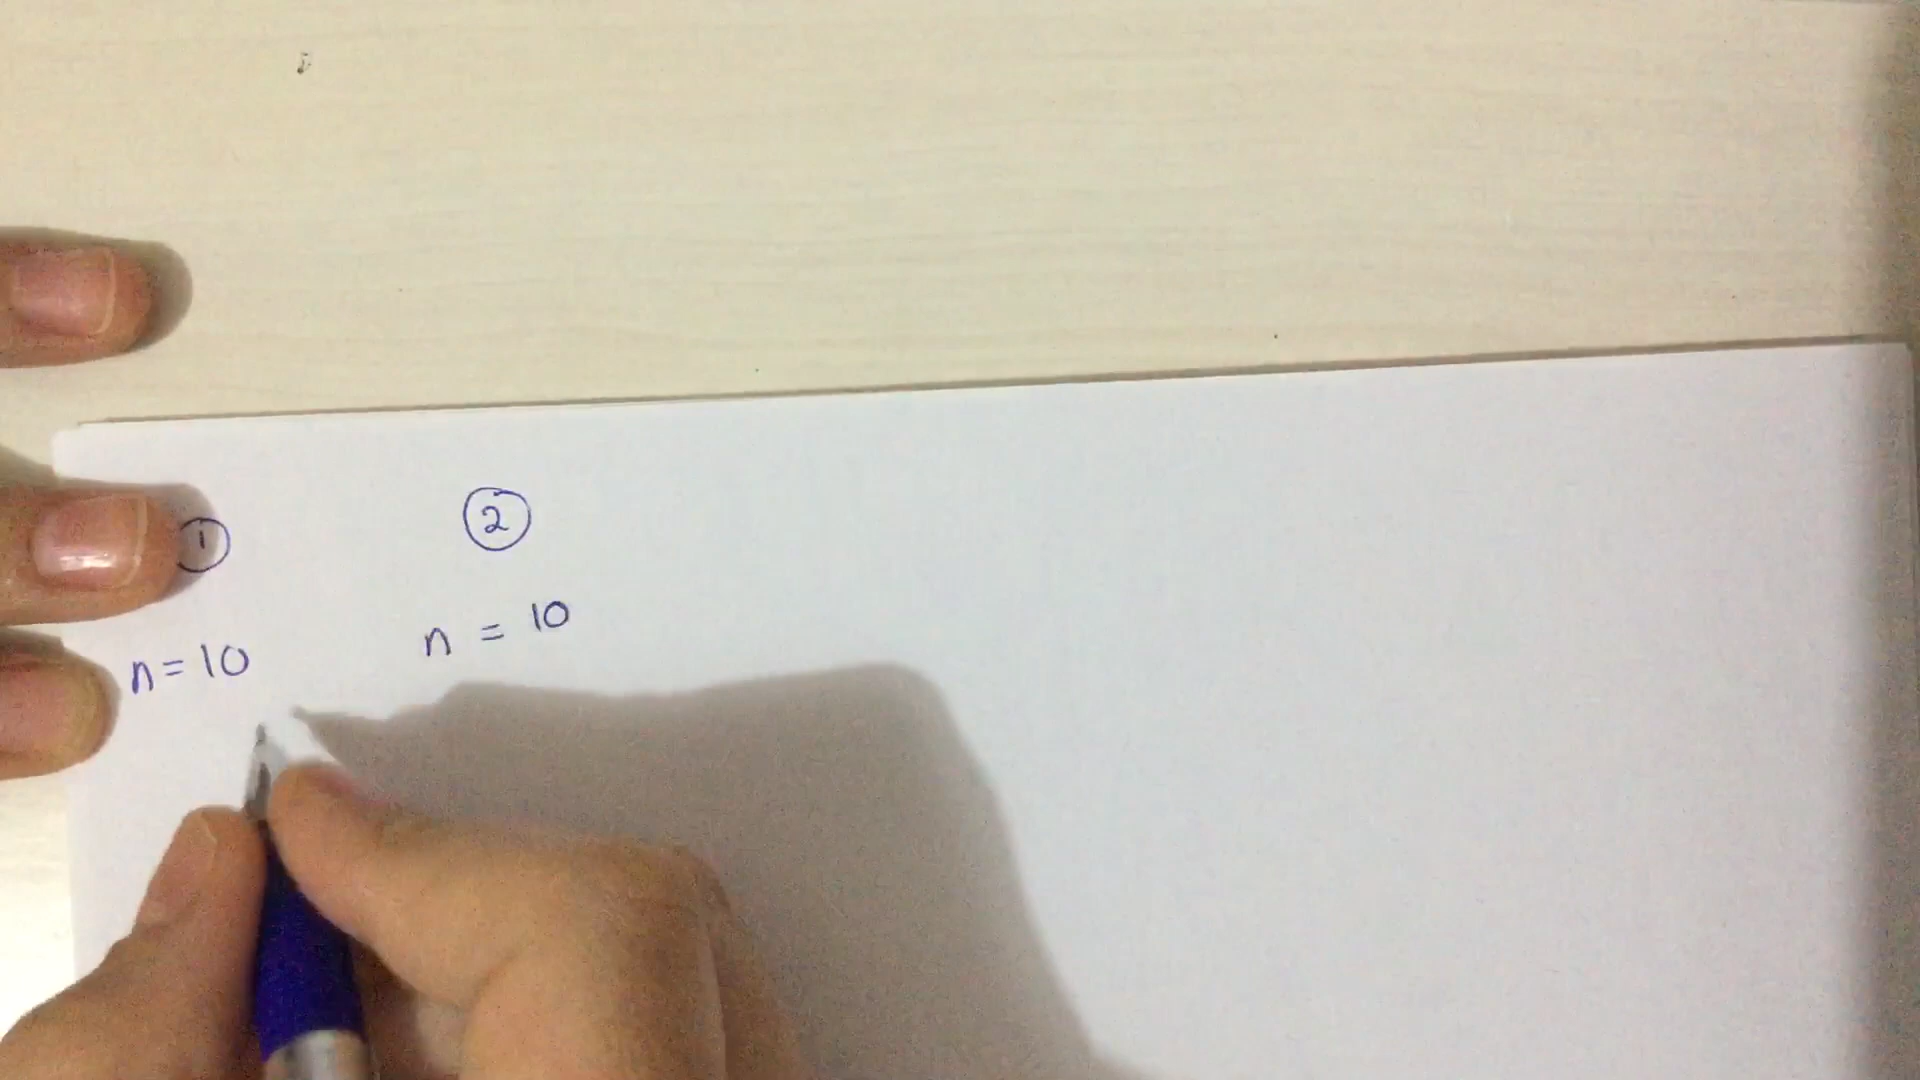 ① ②
n = 10 n = 10